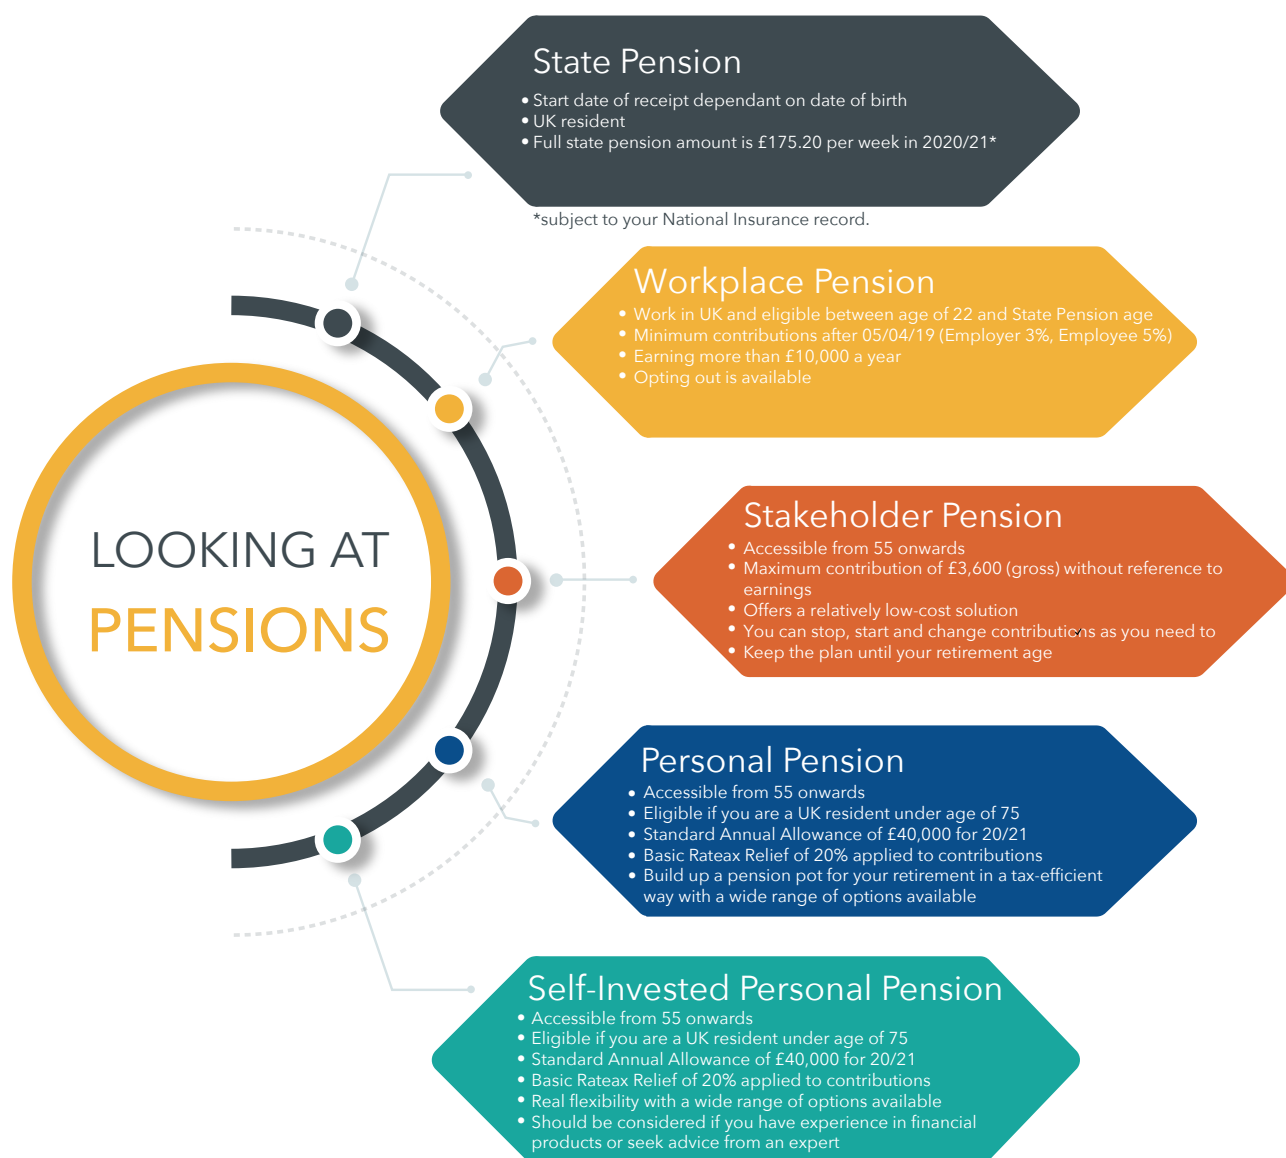 LOOKING AT
PENSIONS
State Pension
• Start date of receipt dependant on date of birth
• UK resident
• Full state pension amount is £175.20 per week in 2020/21*
*subject to your National Insurance record.
Workplace Pension
• Work in UK and eligible between age of 22 and State Pension age
• Minimum contributions after 05/04/19 (Employer 3%, Employee 5%)
• Earning more than £10,000 a year
• Opting out is available
Stakeholder Pension
• Accessible from 55 onwards
• Maximum contribution of £3,600 (gross) without reference to
earnings
• Offers a relatively low-cost solution
• You can stop, start and change contributions as you need to
• Keep the plan until your retirement age
Personal Pension
• Accessible from 55 onwards
• Eligible if you are a UK resident under age of 75
• Standard Annual Allowance of £40,000 for 20/21
• Basic Rateax Relief of 20% applied to contributions
• Build up a pension pot for your retirement in a tax-efficient
way with a wide range of options available
Self-Invested Personal Pension
• Accessible from 55 onwards
• Eligible if you are a UK resident under age of 75
• Standard Annual Allowance of £40,000 for 20/21
• Basic Rateax Relief of 20% applied to contributions
• Real flexibility with a wide range of options available
• Should be considered if you have experience in financial
products or seek advice from an expert